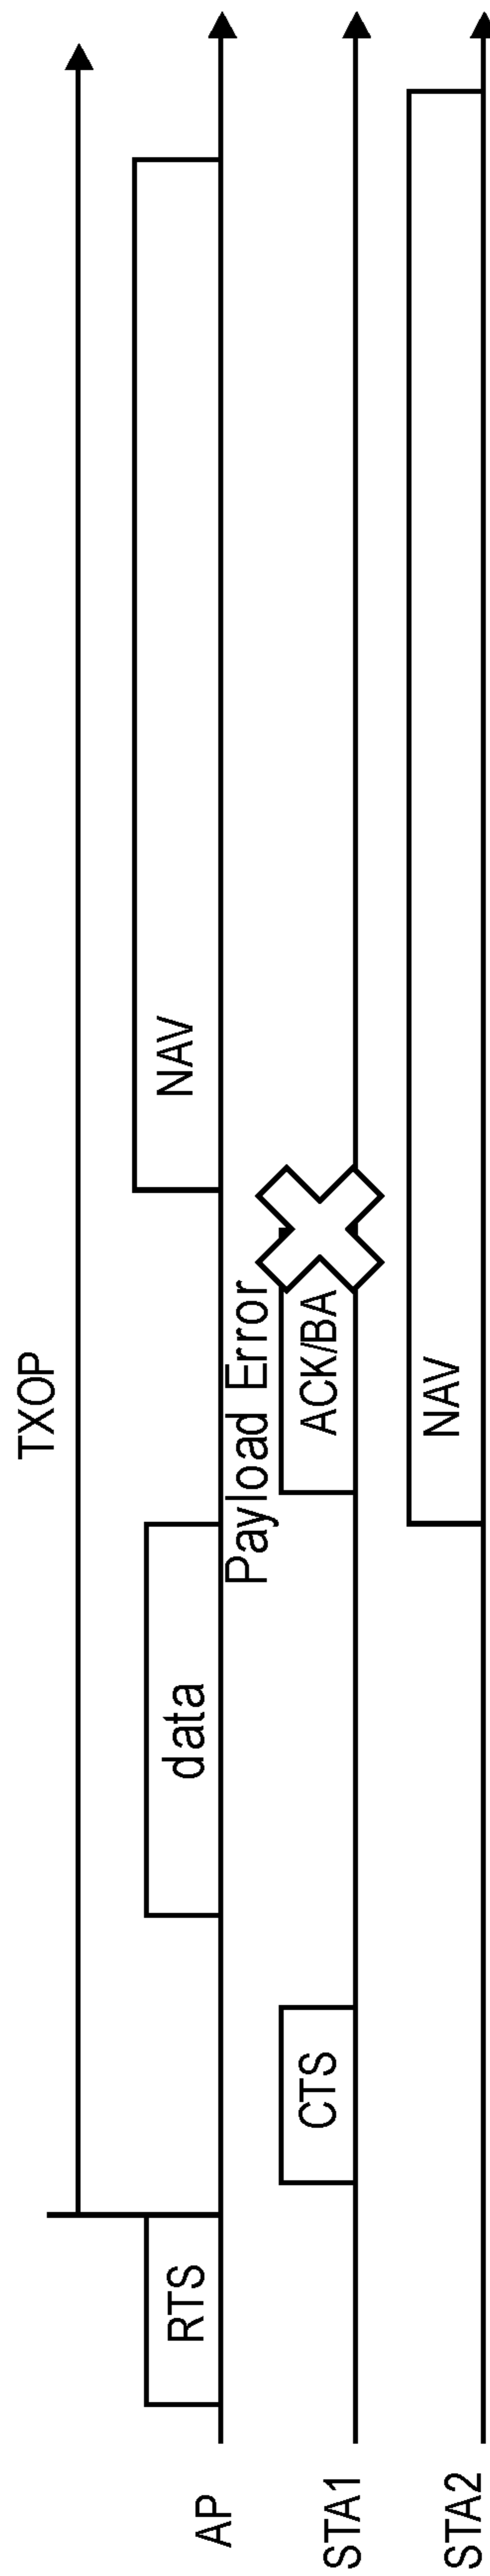 TXOP
AP
RTS
data
NAV
Payload Error
STA1
CTS
ACK/BA
STA2
NAV